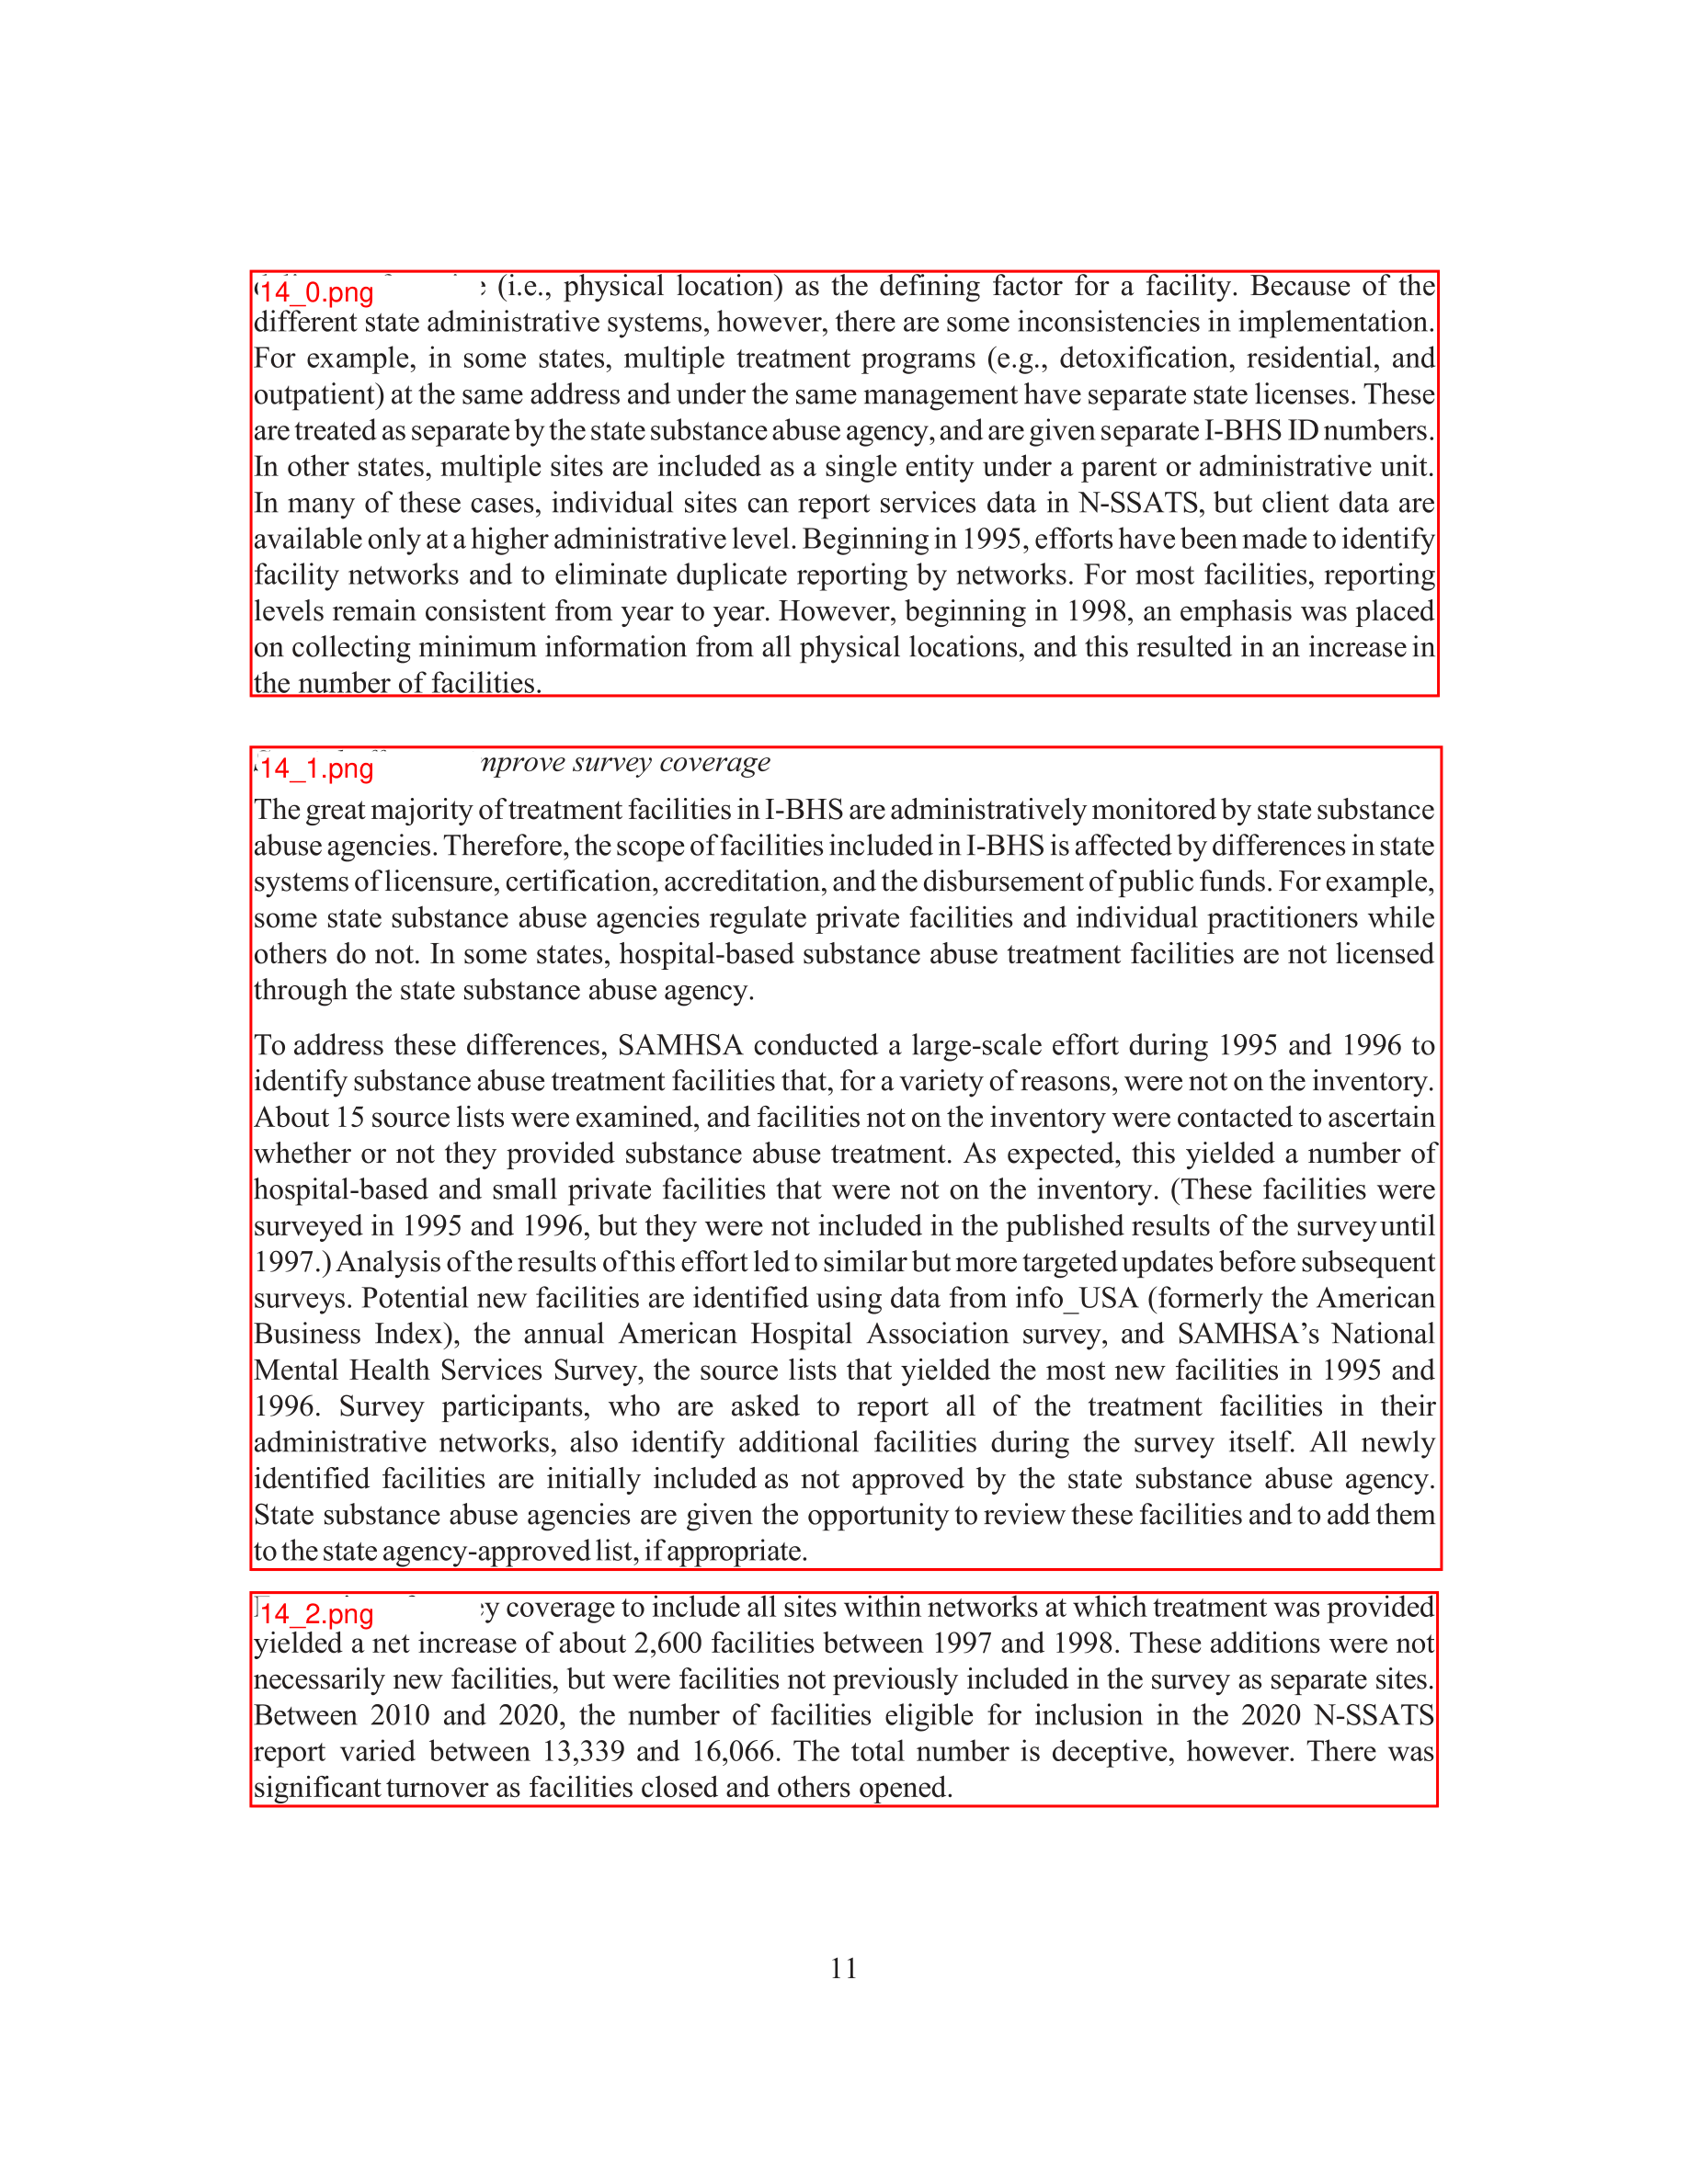 14_0.png (i.e., physical location) as the defining factor for a facility. Because of the
different state administrative systems, however, there are some inconsistencies in implementation.
For example, in some states, multiple treatment programs (e.g., detoxification, residential, and
outpatient) at the same address and under the same management have separate state licenses. These
are treated as separate by the state substance abuse agency, and are given separate I-BHS ID numbers.
In other states, multiple sites are included as a single entity under a parent or administrative unit.
In many of these cases, individual sites can report services data in N-SSATS, but client data are
available only at a higher administrative level. Beginning in 1995, efforts have been made to identify
facility networks and to eliminate duplicate reporting by networks. For most facilities, reporting
levels remain consistent from year to year. However, beginning in 1998, an emphasis was placed
on collecting minimum information from all physical locations, and this resulted in an increase in
the number of facilities.
14_1.png survey coverage
The great majority of treatment facilities in I-BHS are administratively monitored by state substance
abuse agencies. Therefore, the scope of facilities included in I-BHS is affected by differences in state
systems of licensure, certification, accreditation, and the disbursement of public funds. For example,
some state substance abuse agencies regulate private facilities and individual practitioners while
others do not. In some states, hospital-based substance abuse treatment facilities are not licensed
through the state substance abuse agency.
To address these differences, SAMHSA conducted a large-scale effort during 1995 and 1996 to
identify substance abuse treatment facilities that, for a variety of reasons, were not on the inventory.
About 15 source lists were examined, and facilities not on the inventory were contacted to ascertain
whether or not they provided substance abuse treatment. As expected, this yielded a number of
hospital-based and small private facilities that were not on the inventory. (These facilities were
surveyed in 1995 and 1996, but they were not included in the published results of the survey until
1997.) Analysis of the results of this effort led to similar but more targeted updates before subsequent
surveys. Potential new facilities are identified using data from info_USA (formerly the American
Business Index), the annual American Hospital Association survey, and SAMHSA’s National
Mental Health Services Survey, the source lists that yielded the most new facilities in 1995 and
1996. Survey participants, who are asked to report all of the treatment facilities in their
administrative networks, also identify additional facilities during the survey itself. All newly
identified facilities are initially included as not approved by the state substance abuse agency.
State substance abuse agencies are given the opportunity to review these facilities and to add them
to the state agency-approved list, if appropriate.
14_2.png coverage to include all sites within networks at which treatment was provided
yielded a net increase of about 2,600 facilities between 1997 and 1998. These additions were not
necessarily new facilities, but were facilities not previously included in the survey as separate sites.
Between 2010 and 2020, the number of facilities eligible for inclusion in the 2020 N-SSATS
report varied between 13,339 and 16,066. The total number is deceptive, however. There was
significant turnover as facilities closed and others opened.
11